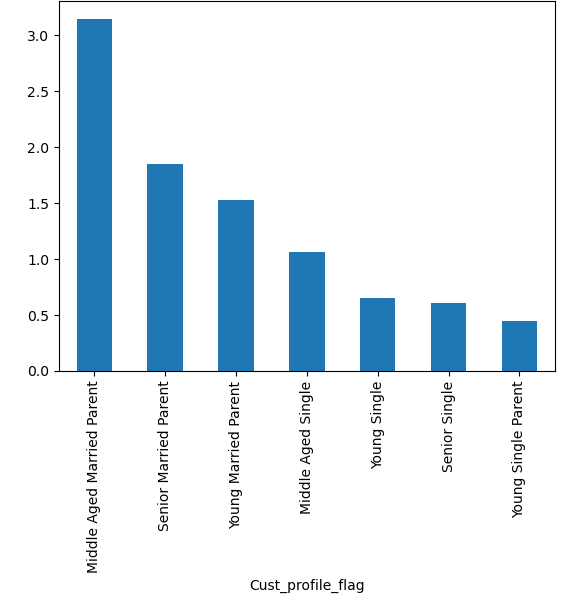 3.0
2.5
2.0
1.5
1.0
0.5
0.0
Middle Aged Married Parent
Senior Married Parent
Young Married Parent
Middle Aged Single
Young Single
Senior Single
Young Single Parent
Cust_profile_flag